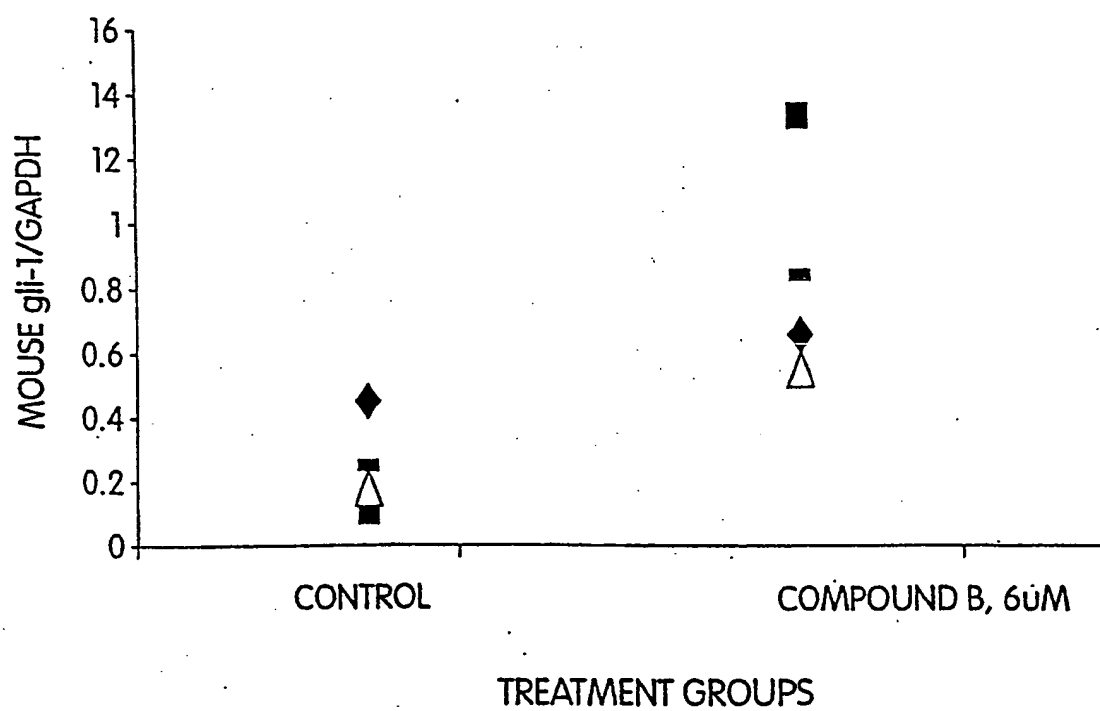 16
14
12
1
0.8
0.6
0.4
0.2
0
MOUSE gli-1/GAPDH
CONTROL
COMPOUND B, 6uM
TREATMENT GROUPS